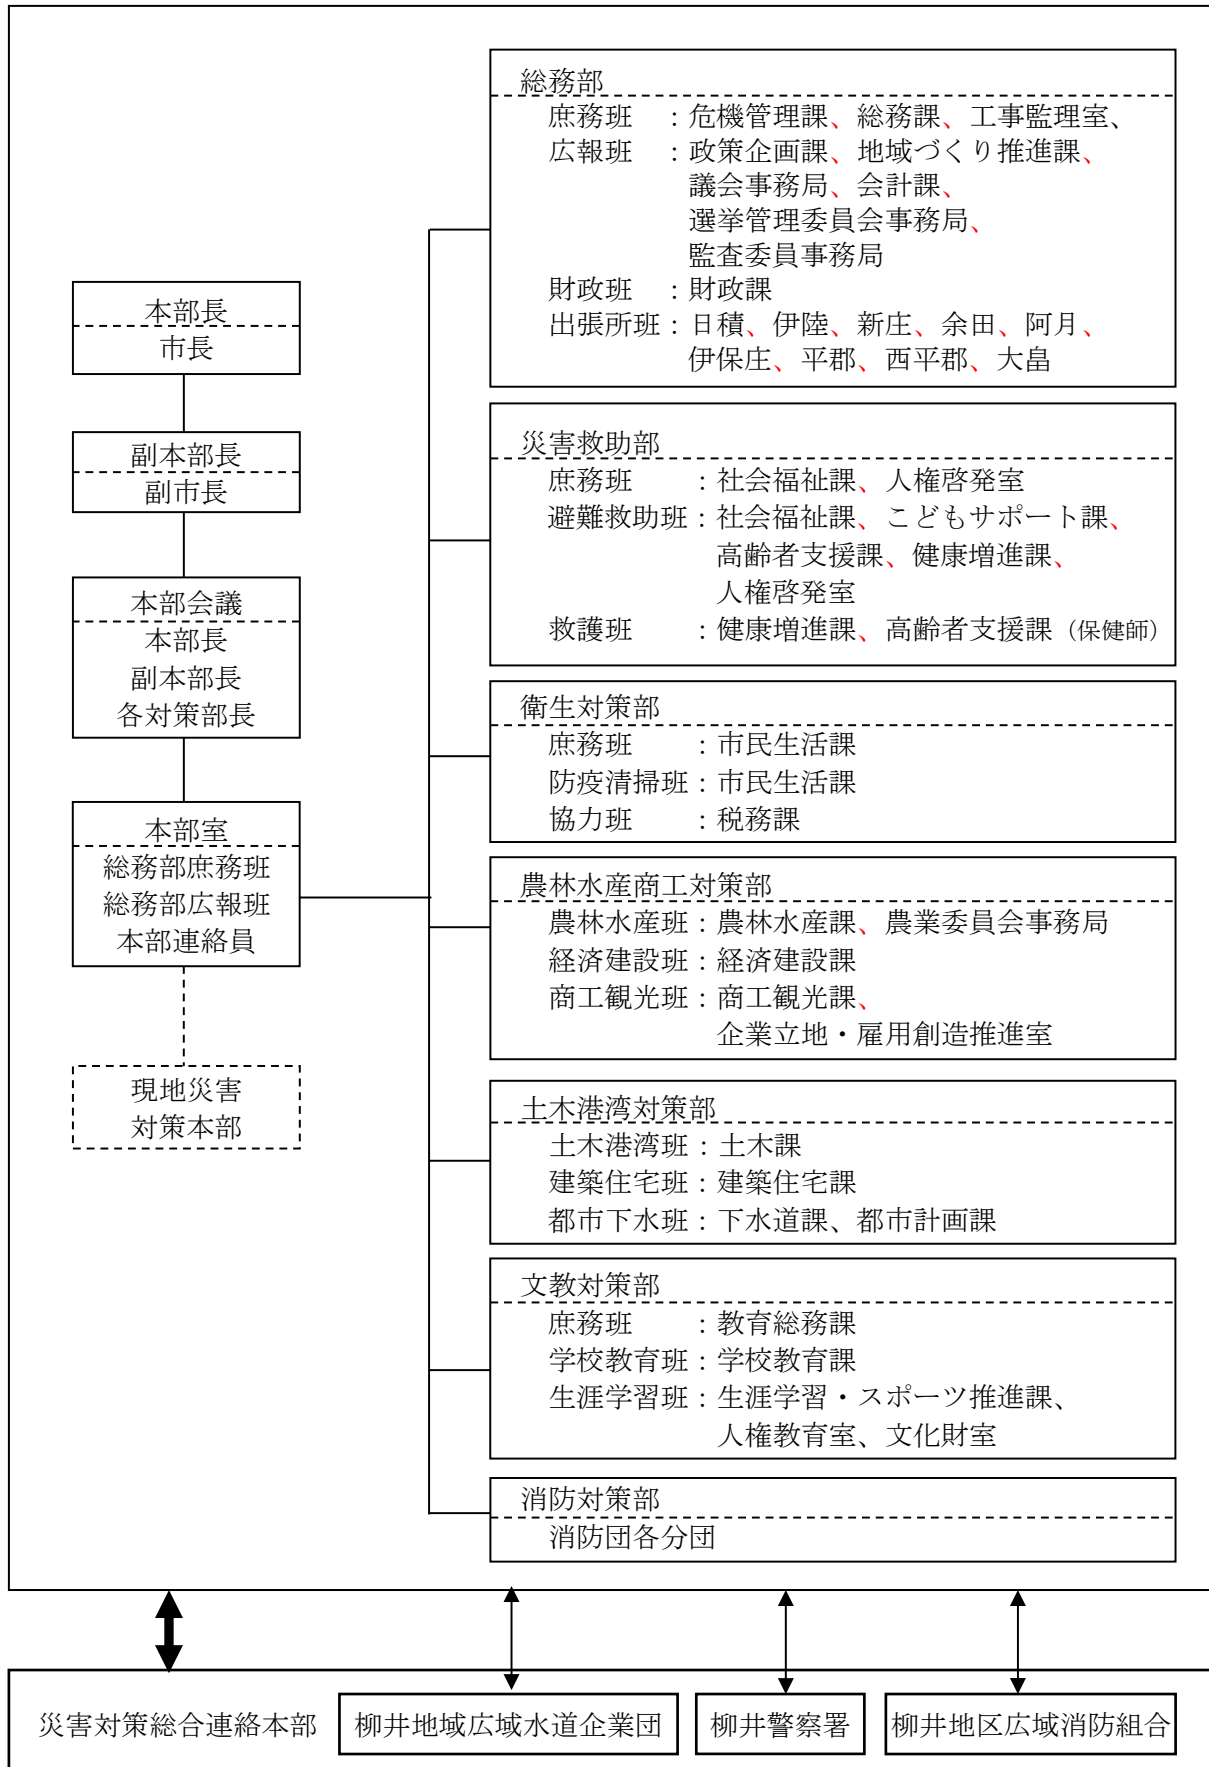 本部長
市長
副本部長
副市長
本部会議
本部長
副本部長
各対策部長
本部室
総務部庶務班
総務部広報班
本部連絡員
現地災害
対策本部
総務部
庶務班　：危機管理課、総務課、工事監理室、
広報班　：政策企画課、地域づくり推進課、
議会事務局、会計課、
選挙管理委員会事務局、
監査委員事務局
財政班　：財政課
出張所班：日積、伊陸、新庄、余田、阿月、
伊保庄、平郡、西平郡、大畠
災害救助部
庶務班　　：社会福祉課、人権啓発室
避難救助班：社会福祉課、こどもサポート課、
高齢者支援課、健康増進課、
人権啓発室
救護班　　：健康増進課、高齢者支援課（保健師）
衛生対策部
庶務班　　：市民生活課
防疫清掃班：市民生活課
協力班　　：税務課
農林水産商工対策部
農林水産班：農林水産課、農業委員会事務局
経済建設班：経済建設課
商工観光班：商工観光課、
企業立地・雇用創造推進室
土木港湾対策部
土木港湾班：土木課
建築住宅班：建築住宅課
都市下水班：下水道課、都市計画課
文教対策部
庶務班　　：教育総務課
学校教育班：学校教育課
生涯学習班：生涯学習・スポーツ推進課、
人権教育室、文化財室
消防対策部
消防団各分団
災害対策総合連絡本部
柳井地域広域水道企業団
柳井警察署
柳井地区広域消防組合